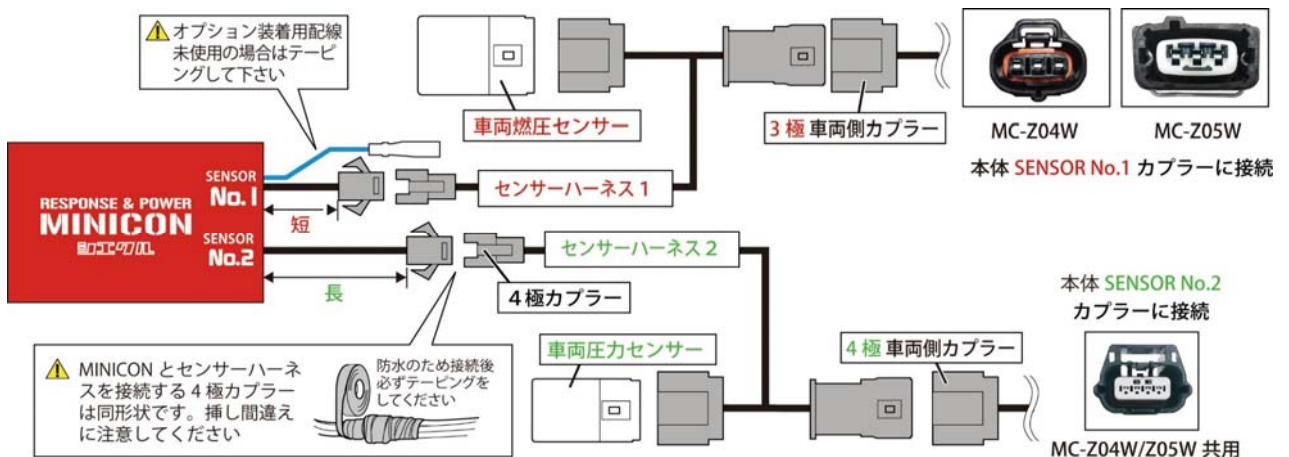 オプション装着用配線
未使用の場合はテーピ
ングして下さい
車両燃圧センサー
3極 車両側カプラー
MC-Z04W
MC-Z05W
本体 SENSOR No.1 カプラーに接続
RESPONSE & POWER
MINICON
シエクル
SENSOR
No.1
SENSOR
No.2
短
長
センサーハーネス1
センサーハーネス2
4極カプラー
本体 SENSOR No.2
カプラーに接続
車両圧力センサー
4極 車両側カプラー
MC-Z04W/Z05W 共用
MINICON とセンサーハーネ
スを接続する 4 極カプラー
は同形状です。挿し間違え
に注意してください
防水のため接続後
必ずテーピングを
してください